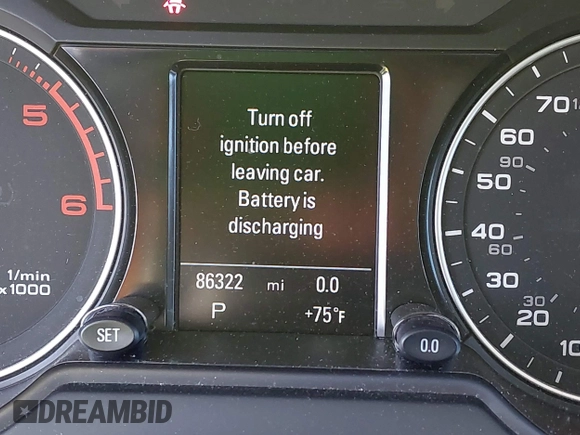 Turn off
ignition before
leaving car.
Battery is
discharging
86322 mi 0.0
P +75°F
5
6
1/min
x 1000
SET
0.0
70
60
90
50
40
60
30
30
20
10
DREAMBID